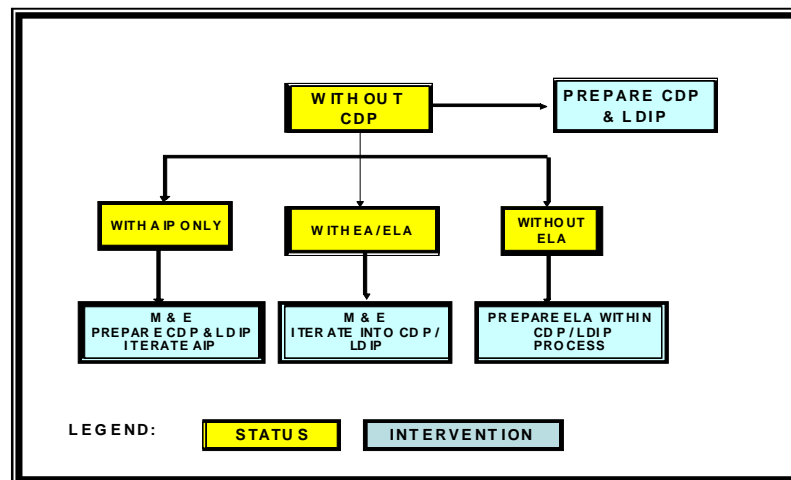 WITHOUT
CDP
PREPARE CDP
& LDIP
WITH AIP ONLY
WITH EA/ELA
WITHOUT
ELA
M & E
PREPARE CDP & LDIP
ITERATE AIP
M & E
ITERATE INTO CDP/
LDIP
PREPARE ELA WITHIN
CDP/LDIP
PROCESS
LEGEND:
STATUS
INTERVENTION